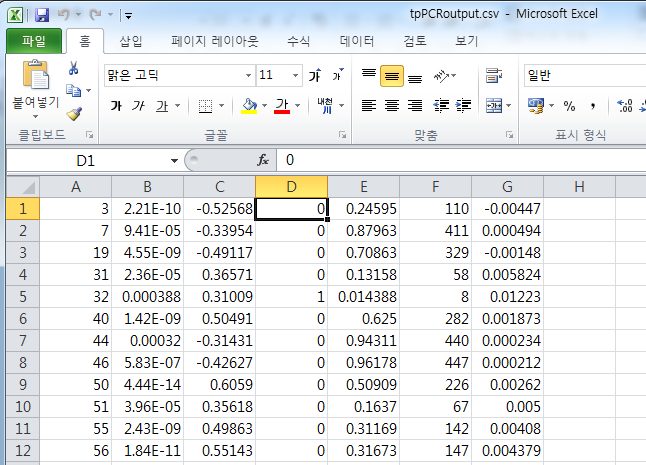 tpPCRoutput.csv - Microsoft Excel
파일 홈 삽입 페이지 레이아웃 수식 데이터 검토 보기
맑은 고딕 11 가 가 일반
붙여넣기 가 가 가 가 내천 % , .00
클립보드 글꼴 맞춤 표시 형식
D1 fx 0
A B C D E F G H
1 3 2.21E-10 -0.52568 0 0.24595 110 -0.00447
2 7 9.41E-05 -0.33954 0 0.87963 411 0.000494
3 19 4.55E-09 -0.49117 0 0.70863 329 -0.00148
4 31 2.36E-05 0.36571 0 0.13158 58 0.005824
5 32 0.000388 0.31009 1 0.014388 8 0.01223
6 40 1.42E-09 0.50491 0 0.625 282 0.001873
7 44 0.00032 -0.31431 0 0.94311 440 0.000234
8 46 5.83E-07 -0.42627 0 0.96178 447 0.000212
9 50 4.44E-14 0.6059 0 0.50909 226 0.00262
10 51 3.96E-05 0.35618 0 0.1637 67 0.005
11 55 2.43E-09 0.49863 0 0.31169 142 0.00408
12 56 1.84E-11 0.55143 0 0.31673 147 0.004379